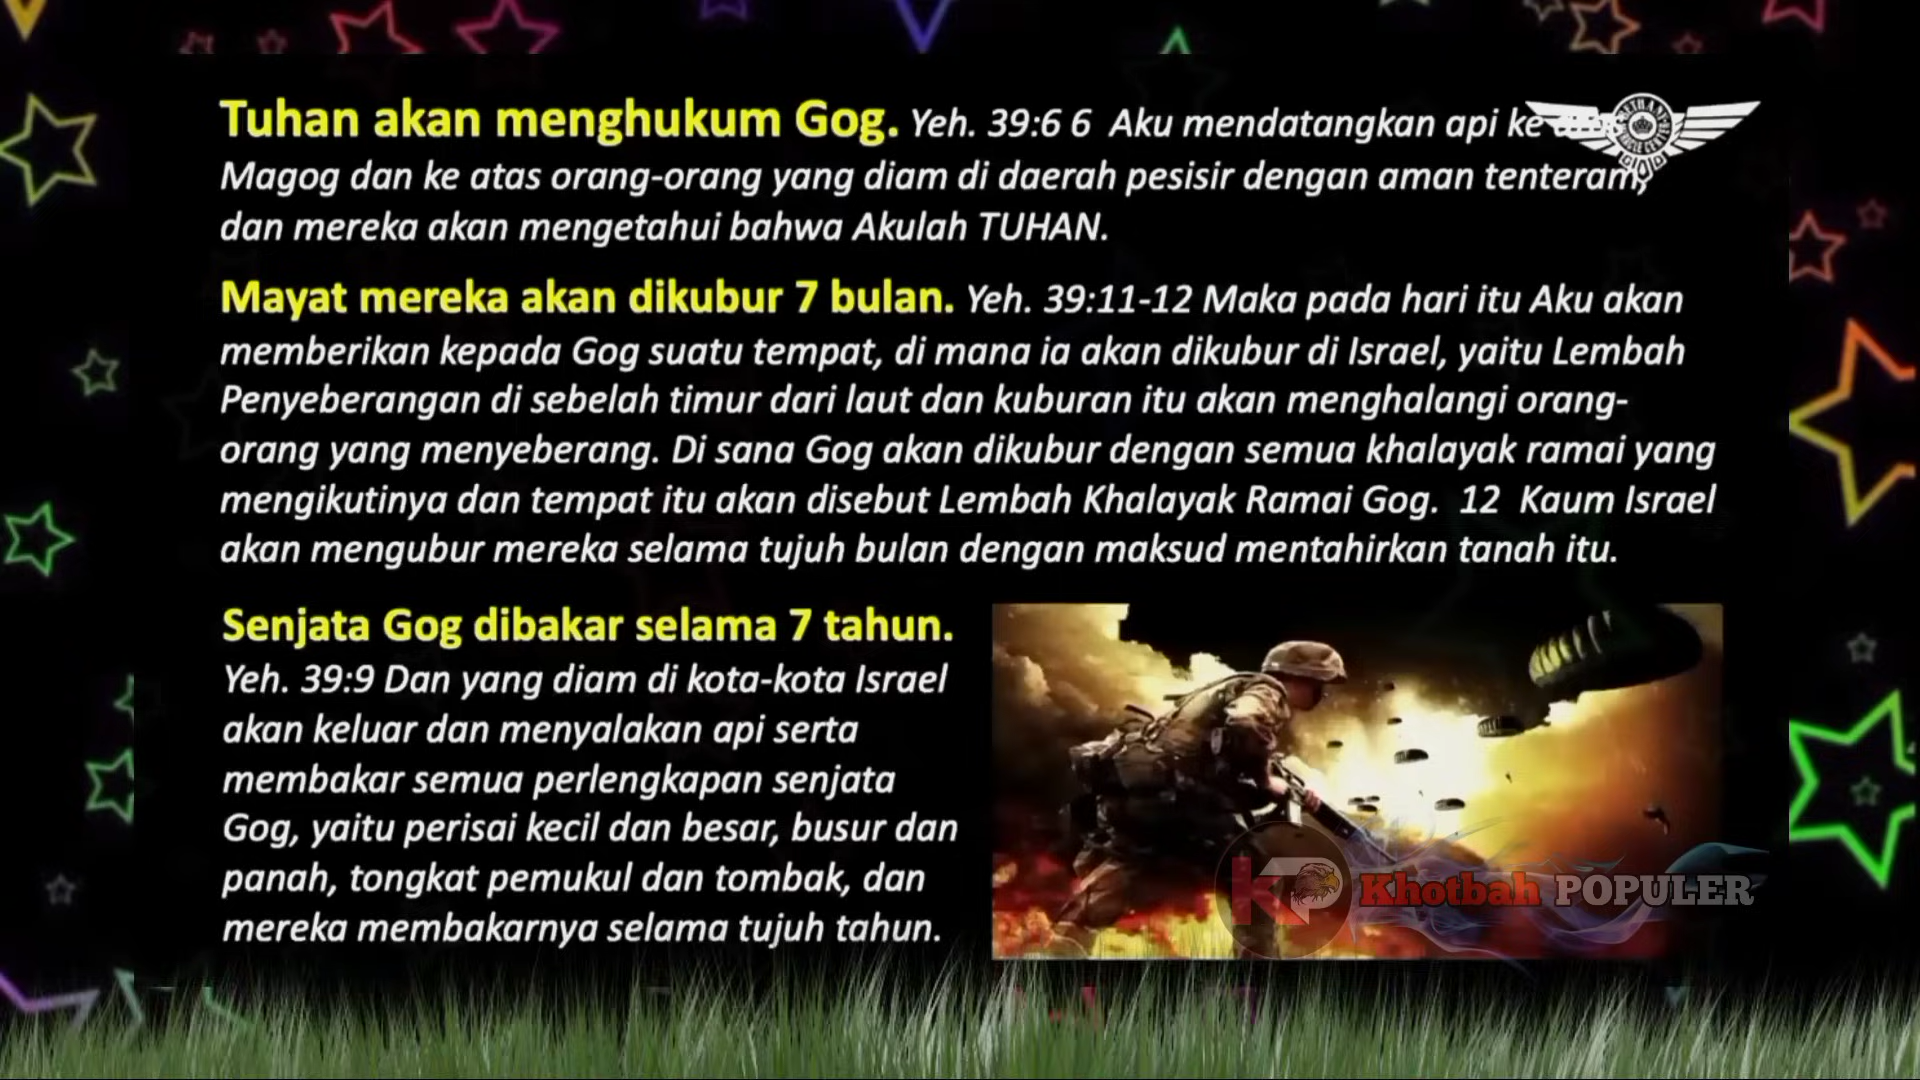 Tuhan akan menghukum Gog. Yeh. 39:6 6 Aku mendatangkan api ke atas
Magog dan ke atas orang-orang yang diam di daerah pesisir dengan aman tenteram,
dan mereka akan mengetahui bahwa Akulah TUHAN.
Mayat mereka akan dikubur 7 bulan. Yeh. 39:11-12 Maka pada hari itu Aku akan
memberikan kepada Gog suatu tempat, di mana ia akan dikubur di Israel, yaitu Lembah
Penyeberangan di sebelah timur dari laut dan kuburan itu akan menghalangi orang-
orang yang menyeberang. Di sana Gog akan dikubur dengan semua khalayak ramai yang
mengikutinya dan tempat itu akan disebut Lembah Khalayak Ramai Gog. 12 Kaum Israel
akan mengubur mereka selama tujuh bulan dengan maksud mentahirkan tanah itu.
Senjata Gog dibakar selama 7 tahun.
Yeh. 39:9 Dan yang diam di kota-kota Israel
akan keluar dan menyalakan api serta
membakar semua perlengkapan senjata
Gog, yaitu perisai kecil dan besar, busur dan
panah, tongkat pemukul dan tombak, dan
mereka membakarnya selama tujuh tahun.
KP Khotbah POPULER